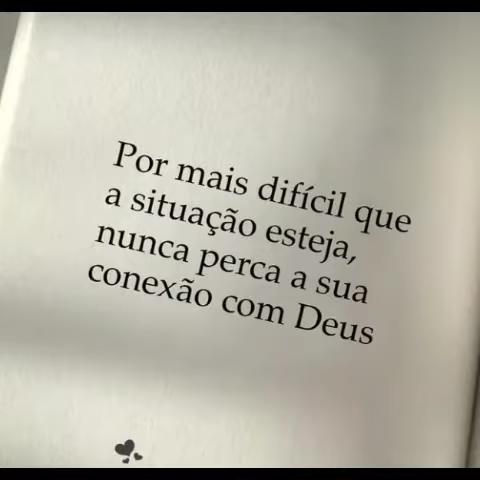 Por mais difícil que
a situação esteja,
nunca perca a sua
conexão com Deus